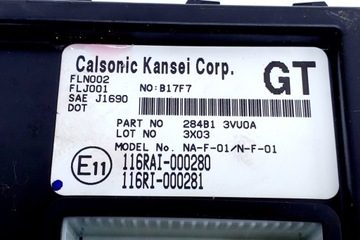 Calsonic Kansei Corp. GT
FLN002
FLJ001 NO: B17F7
SAE J1690
DOT
PART NO 284B1 3VU0A
LOT NO 3X03
MODEL No. NA-F-01/N-F-01
E11 116RAI-000280
116RI-000281